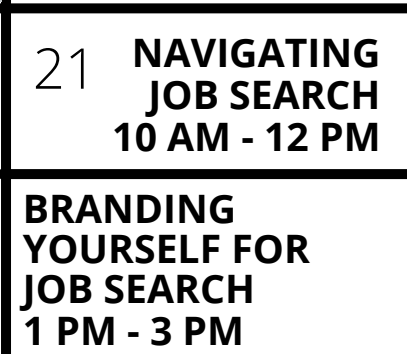 21
NAVIGATING
JOB SEARCH
10 AM - 12 PM
BRANDING
YOURSELF FOR
JOB SEARCH
1 PM - 3 PM